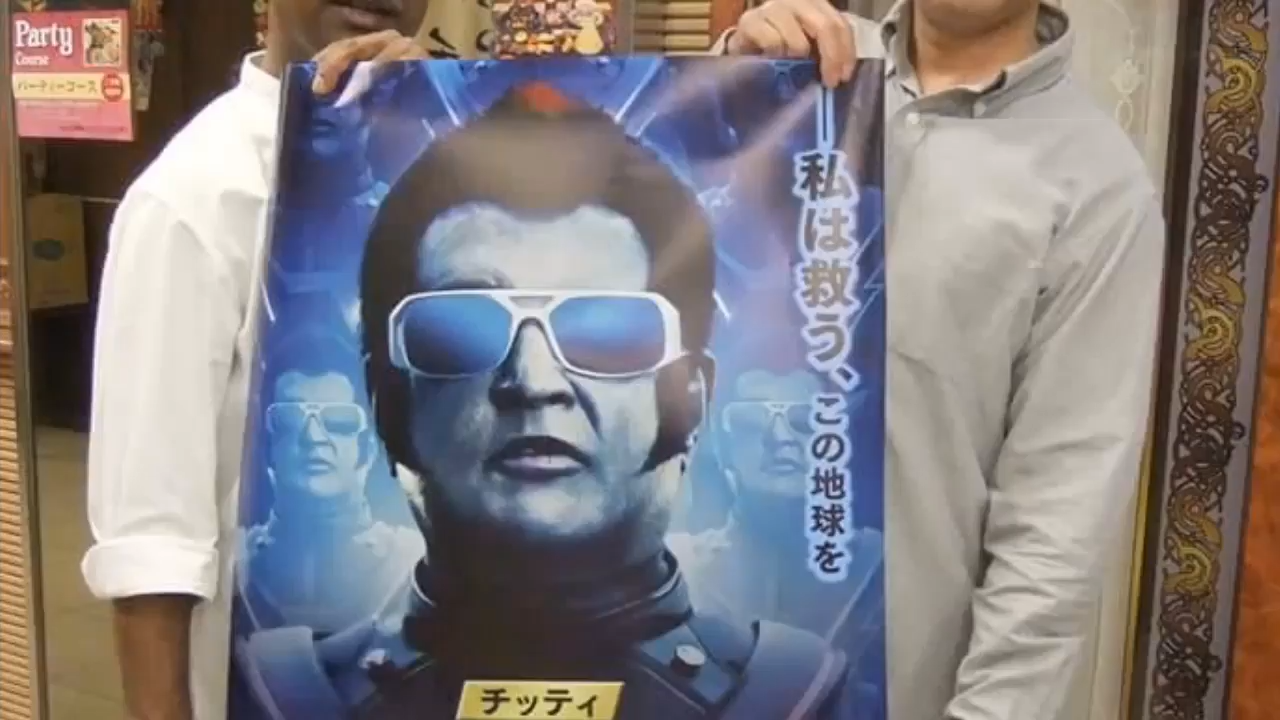 Party
Course
パーティーコース
私は救う、この地球を
チッティ